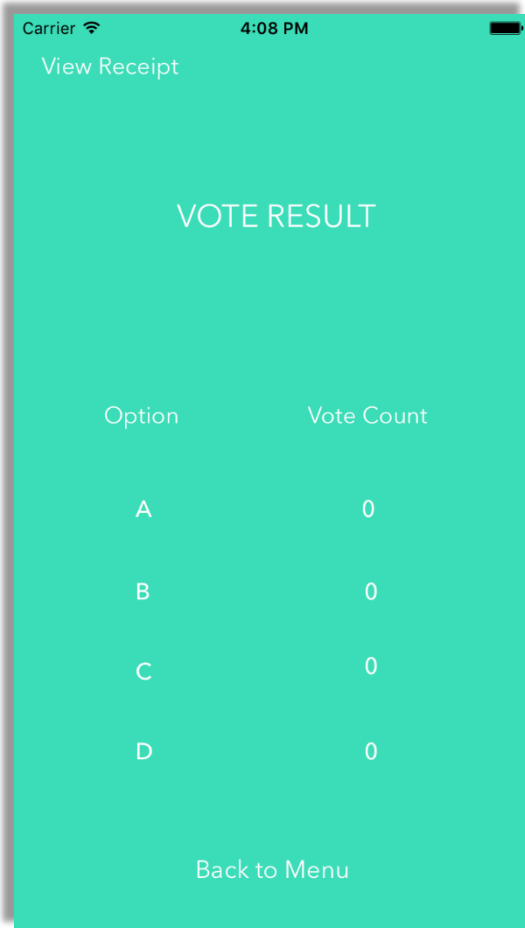 Carrier 4:08 PM
View Receipt
VOTE RESULT
Option Vote Count
A 0
B 0
C 0
D 0
Back to Menu